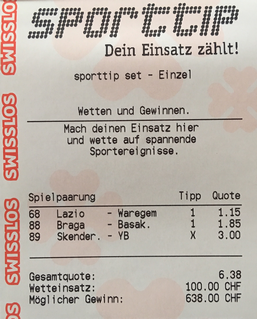 sporttip
Dein Einsatz zählt!
sporttip set - Einzel
Wetten und Gewinnen.
Mach deinen Einsatz hier
und wette auf spannende
Sportereignisse.
Spielpaarung Tipp Quote
68 Lazio - Waregem 1 1.15
88 Braga - Basak. 1 1.85
89 Skender. - YB X 3.00
Gesamtquote: 6.38
Wetteinsatz: 100.00 CHF
Möglicher Gewinn: 638.00 CHF
SWISSLOS
SWISSLOS
SWISSLOS